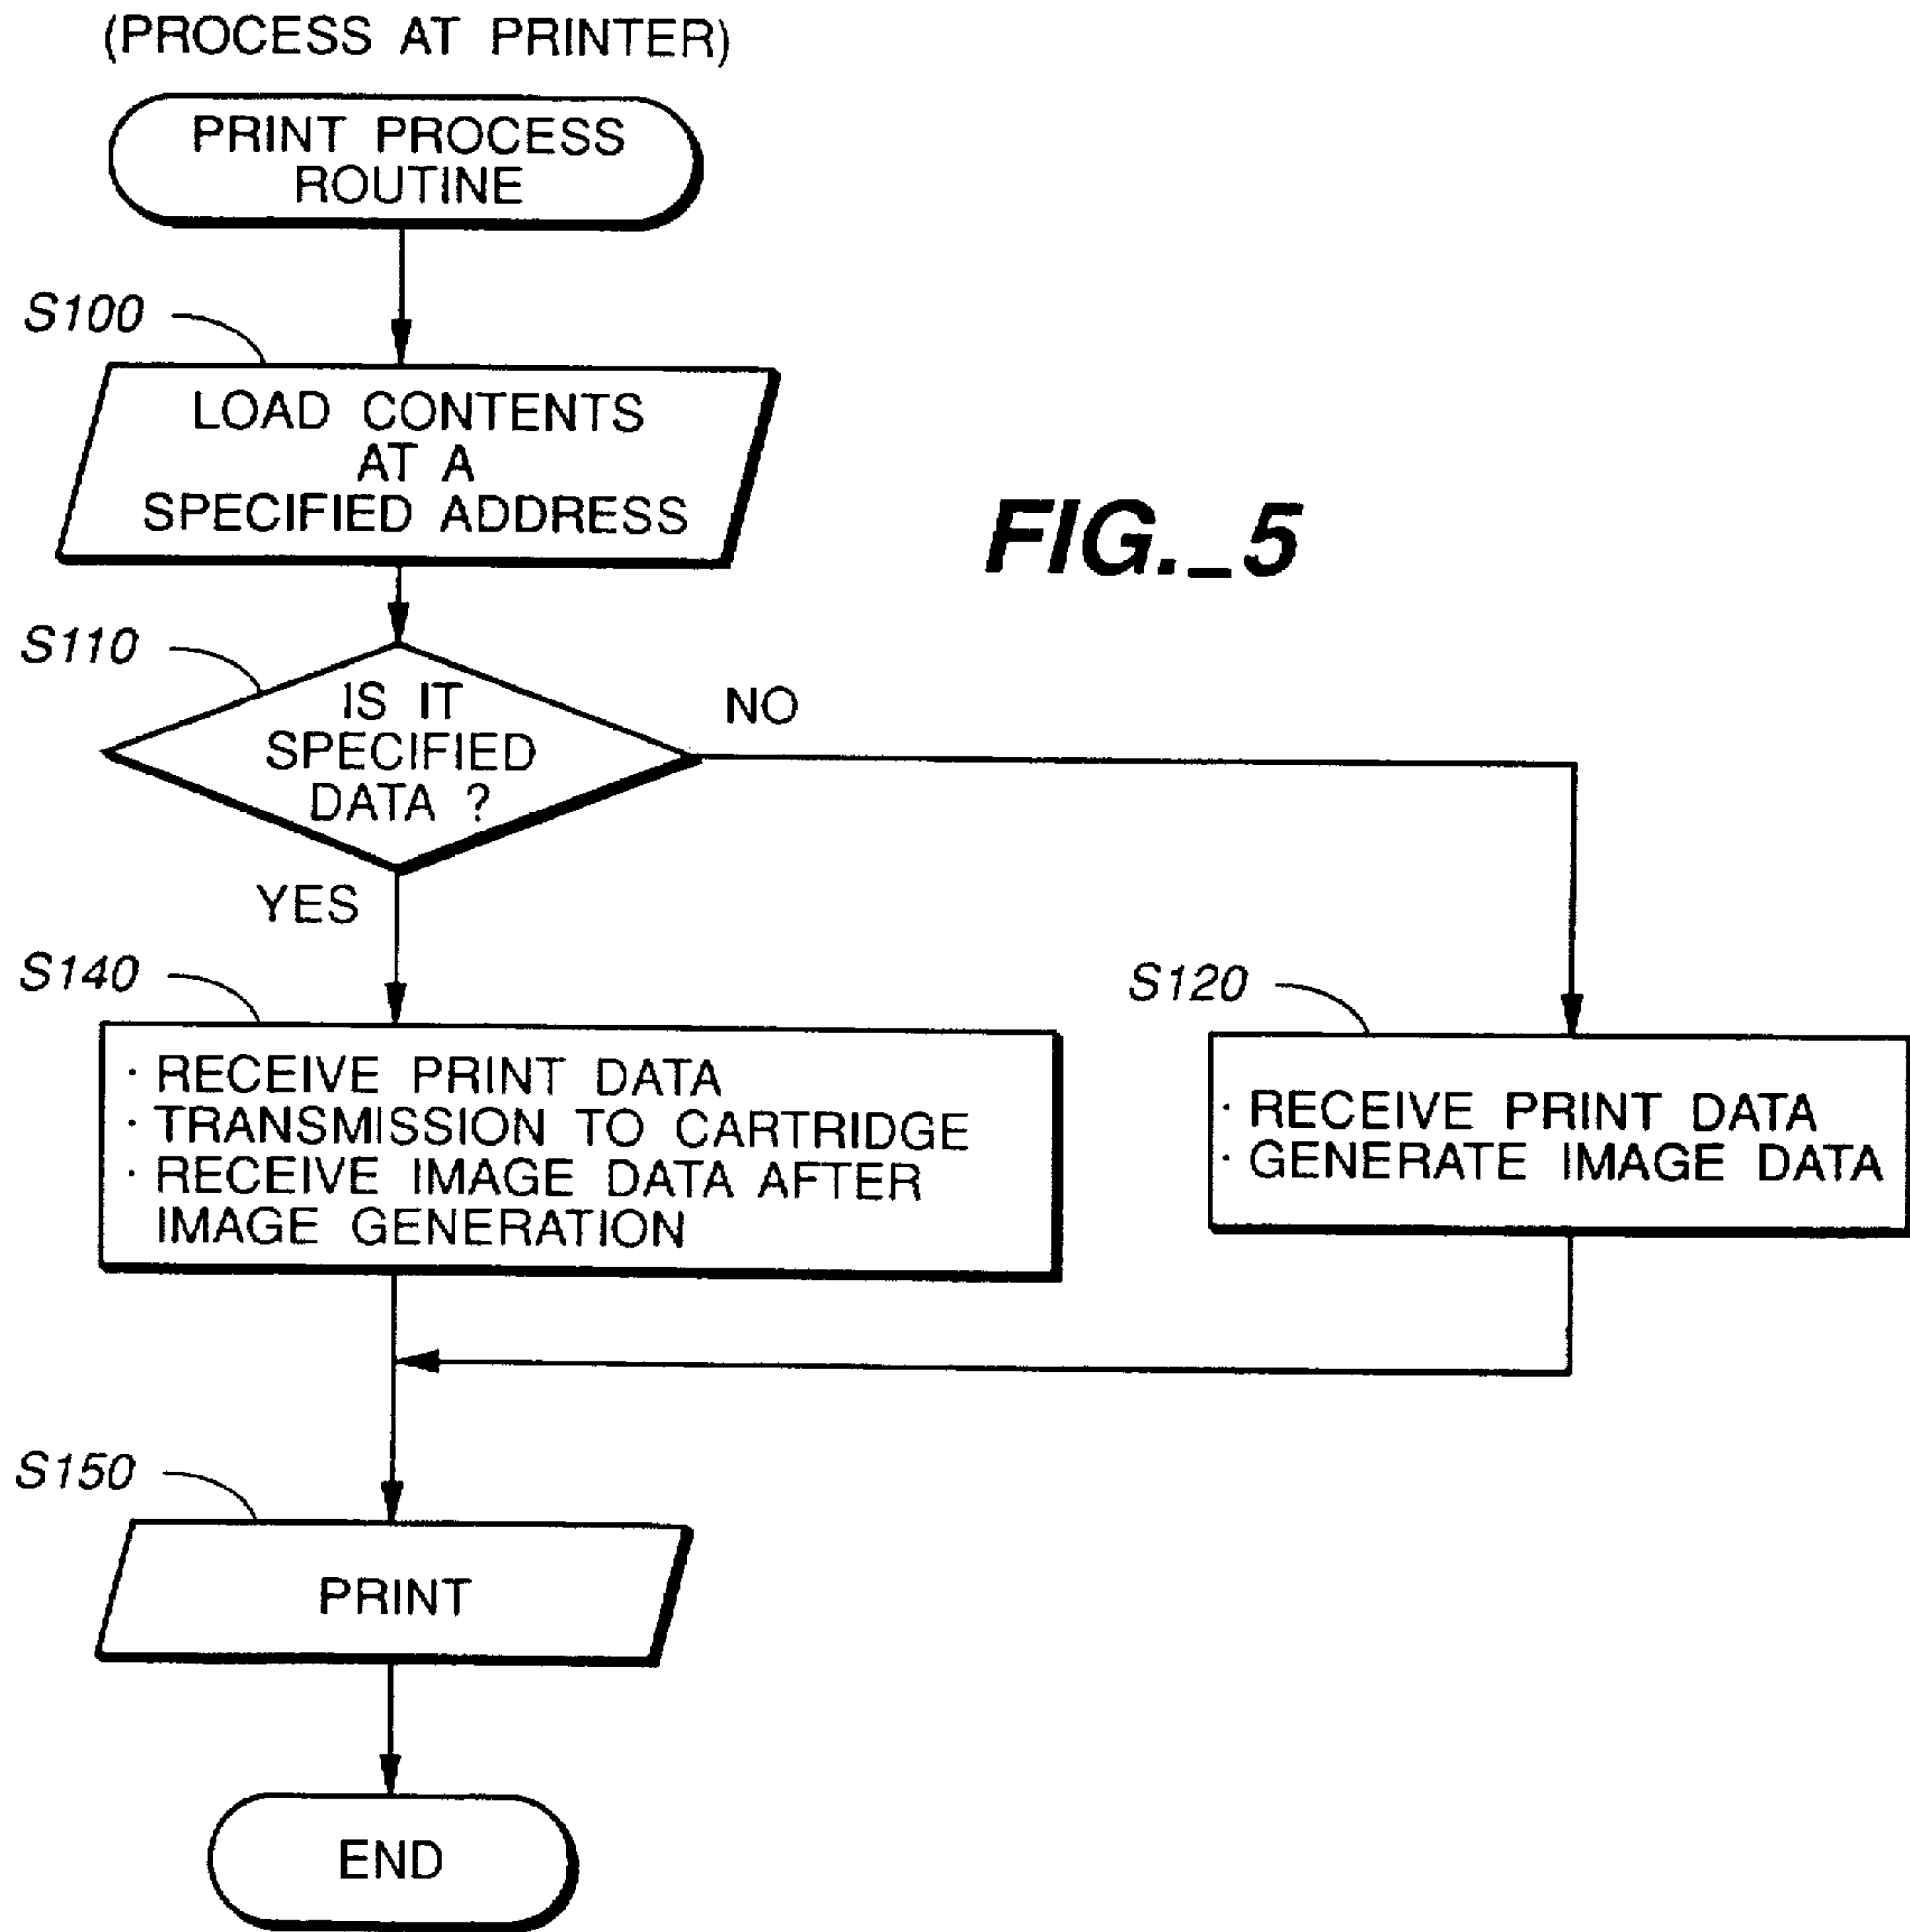 (PROCESS AT PRINTER)
PRINT PROCESS
ROUTINE
S100
LOAD CONTENTS
AT A
SPECIFIED ADDRESS
FIG._5
S110
IS IT
SPECIFIED
DATA ?
NO
YES
S140
· RECEIVE PRINT DATA
· TRANSMISSION TO CARTRIDGE
· RECEIVE IMAGE DATA AFTER
IMAGE GENERATION
S120
· RECEIVE PRINT DATA
· GENERATE IMAGE DATA
S150
PRINT
END